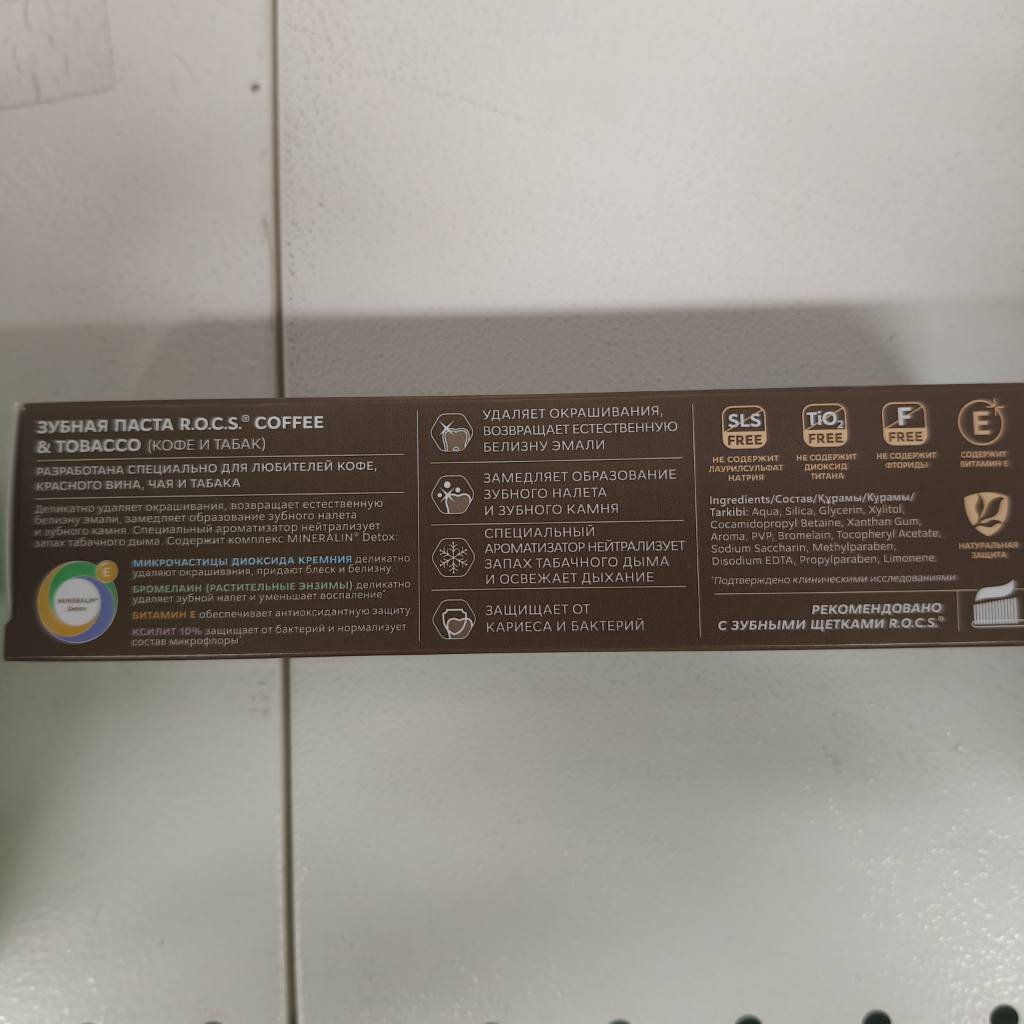 ЗУБНАЯ ПАСТА R.O.C.S.® COFFEE
& TOBACCO (КОФЕ И ТАБАК)
РАЗРАБОТАНА СПЕЦИАЛЬНО ДЛЯ ЛЮБИТЕЛЕЙ КОФЕ,
КРАСНОГО ВИНА, ЧАЯ И ТАБАКА
Деликатно удаляет окрашивания, возвращает естественную
белизну эмали, замедляет образование зубного налета
и зубного камня. Специальный ароматизатор нейтрализует
запах табачного дыма. Содержит комплекс MINERALIN® Detox:
MINERALIN®
Detox
E
МИКРОЧАСТИЦЫ ДИОКСИДА КРЕМНИЯ деликатно
удаляют окрашивания, придают блеск и белизну.
БРОМЕЛАИН (РАСТИТЕЛЬНЫЕ ЭНЗИМЫ) деликатно
удаляет зубной налет и уменьшает воспаление*.
ВИТАМИН Е обеспечивает антиоксидантную защиту.
КСИЛИТ 10% защищает от бактерий и нормализует
состав микрофлоры*.
УДАЛЯЕТ ОКРАШИВАНИЯ,
ВОЗВРАЩАЕТ ЕСТЕСТВЕННУЮ
БЕЛИЗНУ ЭМАЛИ
ЗАМЕДЛЯЕТ ОБРАЗОВАНИЕ
ЗУБНОГО НАЛЕТА
И ЗУБНОГО КАМНЯ
СПЕЦИАЛЬНЫЙ
АРОМАТИЗАТОР НЕЙТРАЛИЗУЕТ
ЗАПАХ ТАБАЧНОГО ДЫМА
И ОСВЕЖАЕТ ДЫХАНИЕ
ЗАЩИЩАЕТ ОТ
КАРИЕСА И БАКТЕРИЙ
SLS
FREE
НЕ СОДЕРЖИТ
ЛАУРИЛСУЛЬФАТ
НАТРИЯ
TiO₂
FREE
НЕ СОДЕРЖИТ
ДИОКСИД
ТИТАНА
F
FREE
НЕ СОДЕРЖИТ
ФТОРИДЫ
E
СОДЕРЖИТ
ВИТАМИН Е
Ingredients/Состав/Құрамы/Курамы/
Tarkibi: Aqua, Silica, Glycerin, Xylitol,
Cocamidopropyl Betaine, Xanthan Gum,
Aroma, PVP, Bromelain, Tocopheryl Acetate,
Sodium Saccharin, Methylparaben,
Disodium EDTA, Propylparaben, Limonene.
НАТУРАЛЬНАЯ
ЗАЩИТА
*Подтверждено клиническими исследованиями
РЕКОМЕНДОВАНО
С ЗУБНЫМИ ЩЕТКАМИ R.O.C.S.®